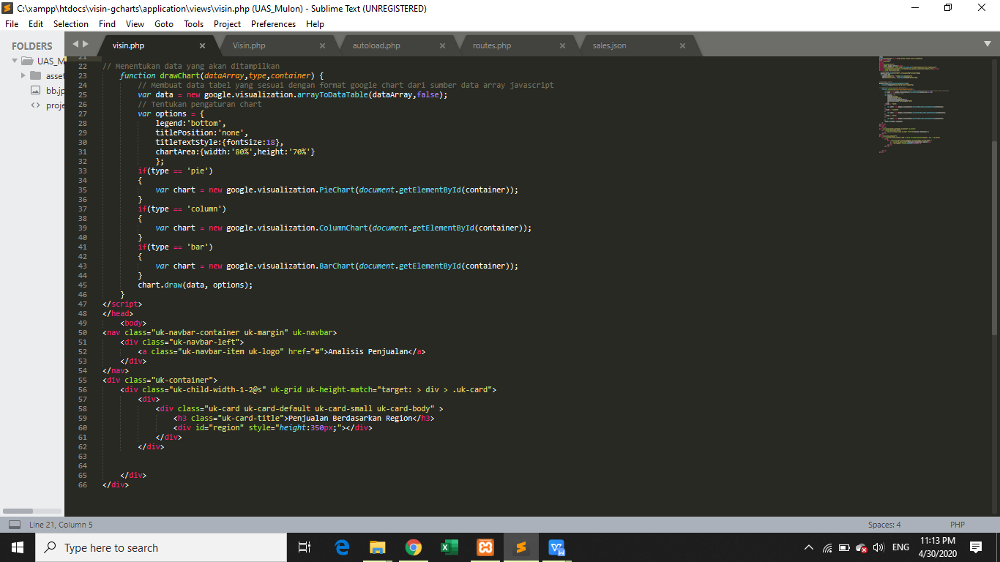 C:\xampp\htdocs\visin-gcharts\application\views\visin.php (UAS_Mulon) - Sublime Text (UNREGISTERED)
File Edit Selection Find View Goto Tools Project Preferences Help
FOLDERS
UAS_M
asset
bb.jp
proje
visin.php Visin.php autoload.php routes.php sales.json
21
22 // Menentukan data yang akan ditampilkan
23 function drawChart(dataArray,type,container) {
24 // Membuat data tabel yang sesuai dengan format google chart dari sumber data array javascript
25 var data = new google.visualization.arrayToDataTable(dataArray,false);
26 // Tentukan pengaturan chart
27 var options = {
28 legend:'bottom',
29 titlePosition:'none',
30 titleTextStyle:{fontSize:18},
31 chartArea:{width:'80%',height:'70%'}
32 };
33 if(type == 'pie')
34 {
35 var chart = new google.visualization.PieChart(document.getElementById(container));
36 }
37 if(type == 'column')
38 {
39 var chart = new google.visualization.ColumnChart(document.getElementById(container));
40 }
41 if(type == 'bar')
42 {
43 var chart = new google.visualization.BarChart(document.getElementById(container));
44 }
45 chart.draw(data, options);
46 }
47 </script>
48 </head>
49 <body>
50 <nav class="uk-navbar-container uk-margin" uk-navbar>
51 <div class="uk-navbar-left">
52 <a class="uk-navbar-item uk-logo" href="#">Analisis Penjualan</a>
53 </div>
54 </nav>
55 <div class="uk-container">
56 <div class="uk-child-width-1-2@s" uk-grid uk-height-match="target: > div > .uk-card">
57 <div>
58 <div class="uk-card uk-card-default uk-card-small uk-card-body" >
59 <h3 class="uk-card-title">Penjualan Berdasarkan Region</h3>
60 <div id="region" style="height:350px;"></div>
61 </div>
62 </div>
63
64
65 </div>
66 </div>
Line 21, Column 5
Spaces: 4 PHP
Type here to search
ENG
11:13 PM
4/30/2020